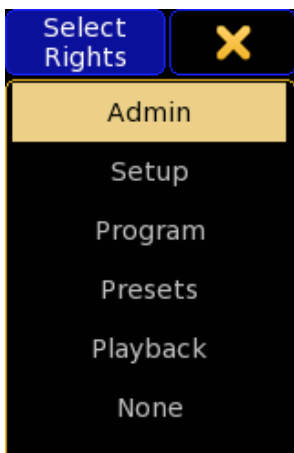 Select
Rights
Admin
Setup
Program
Presets
Playback
None